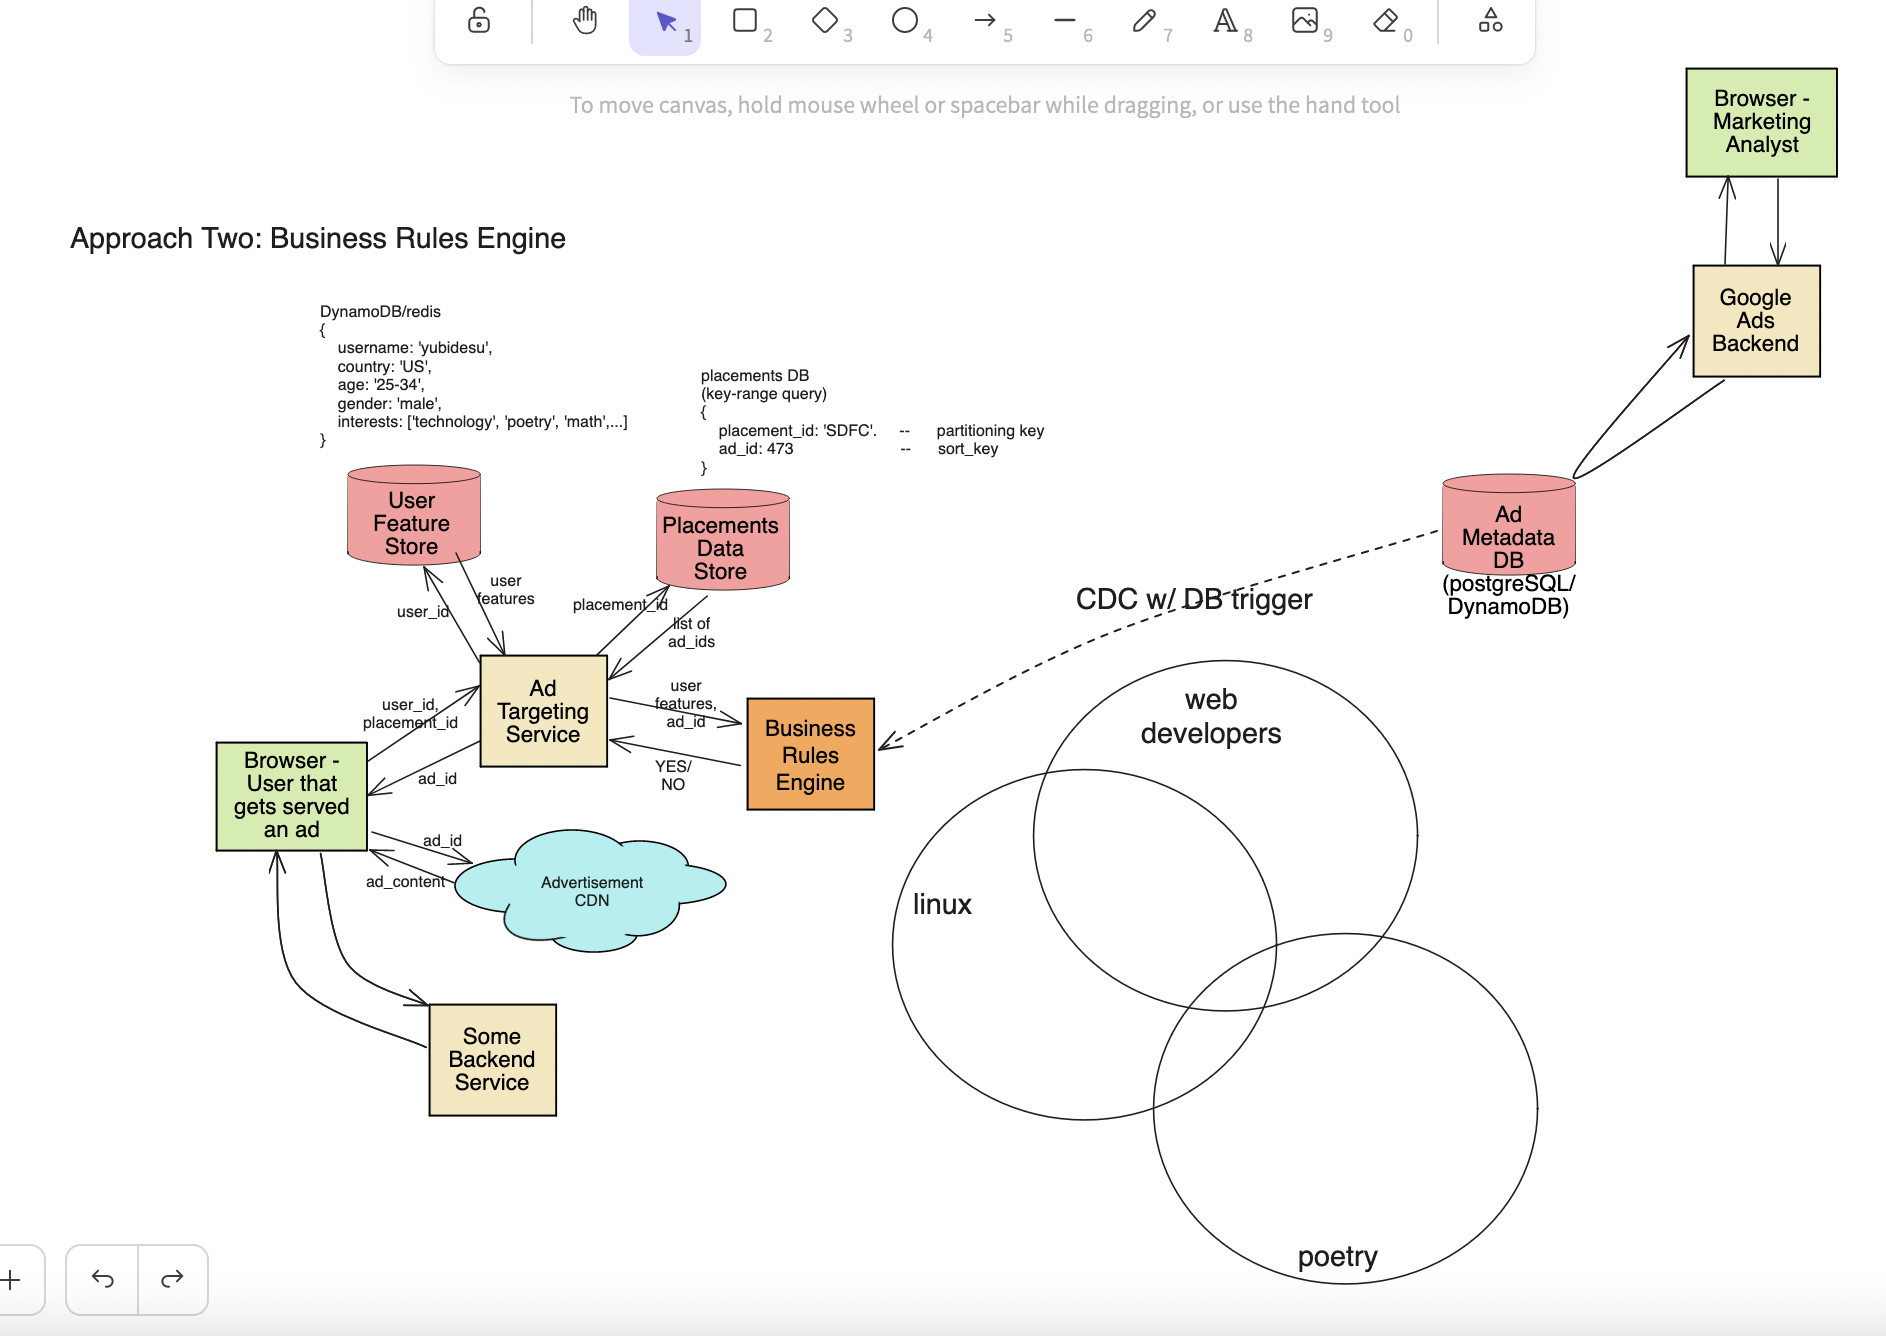 1
2
3
4
5
6
7
8
9
0
To move canvas, hold mouse wheel or spacebar while dragging, or use the hand tool
Browser -
Marketing
Analyst
Approach Two: Business Rules Engine
Google
Ads
Backend
DynamoDB/redis
{
username: 'yubidesu',
country: 'US',
age: '25-34',
gender: 'male',
interests: ['technology', 'poetry', 'math',...]
}
placements DB
(key-range query)
{
placement_id: 'SDFC'. -- partitioning key
ad_id: 473 -- sort_key
}
User
Feature
Store
Placements
Data
Store
Ad
Metadata
DB
(postgreSQL/
DynamoDB)
user
features
user_id
placement_id
list of
ad_ids
CDC w/ DB trigger
Ad
Targeting
Service
user
features,
ad_id
user_id,
placement_id
Business
Rules
Engine
YES/
NO
Browser -
User that
gets served
an ad
ad_id
ad_id
ad_content
Advertisement
CDN
web
developers
linux
Some
Backend
Service
poetry